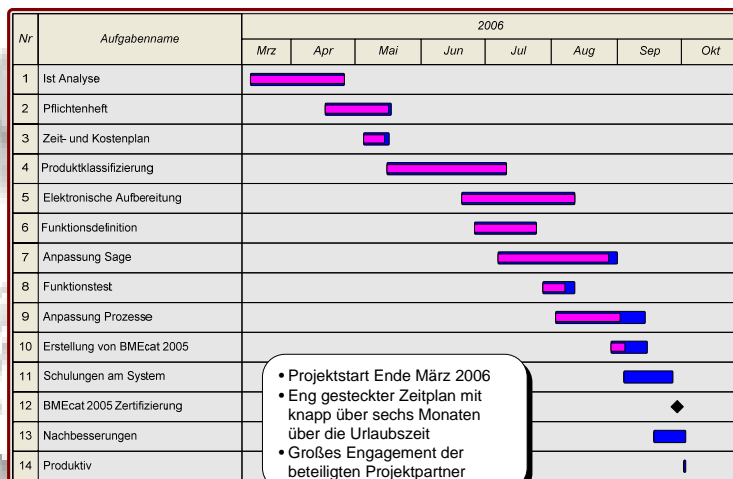 Nr Aufgabenname 2006
Mrz Apr Mai Jun Jul Aug Sep Okt
1 Ist Analyse
2 Pflichtenheft
3 Zeit- und Kostenplan
4 Produktklassifizierung
5 Elektronische Aufbereitung
6 Funktionsdefinition
7 Anpassung Sage
8 Funktionstest
9 Anpassung Prozesse
10 Erstellung von BMEcat 2005
11 Schulungen am System
12 BMEcat 2005 Zertifizierung
13 Nachbesserungen
14 Produktiv
• Projektstart Ende März 2006
• Eng gesteckter Zeitplan mit
knapp über sechs Monaten
über die Urlaubszeit
• Großes Engagement der
beteiligten Projektpartner